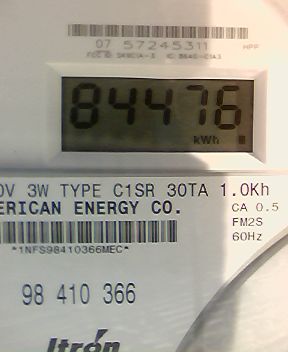 07 57245311
84476
kWh
0V 3W TYPE C1SR 30TA 1.0Kh
ERICAN ENERGY CO.
CA 0.5
FM2S
60Hz
*1NFS98410366MEC*
98 410 366
Itron